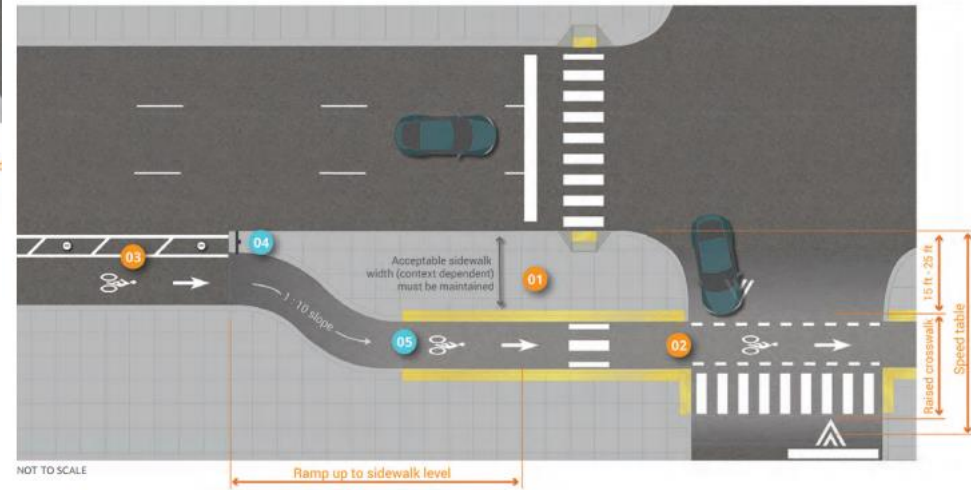 04
03
Acceptable sidewalk
width (context dependent)
must be maintained
01
1 : 10 slope
05
02
15 ft - 25 ft
Raised crosswalk
Speed table
NOT TO SCALE
Ramp up to sidewalk level